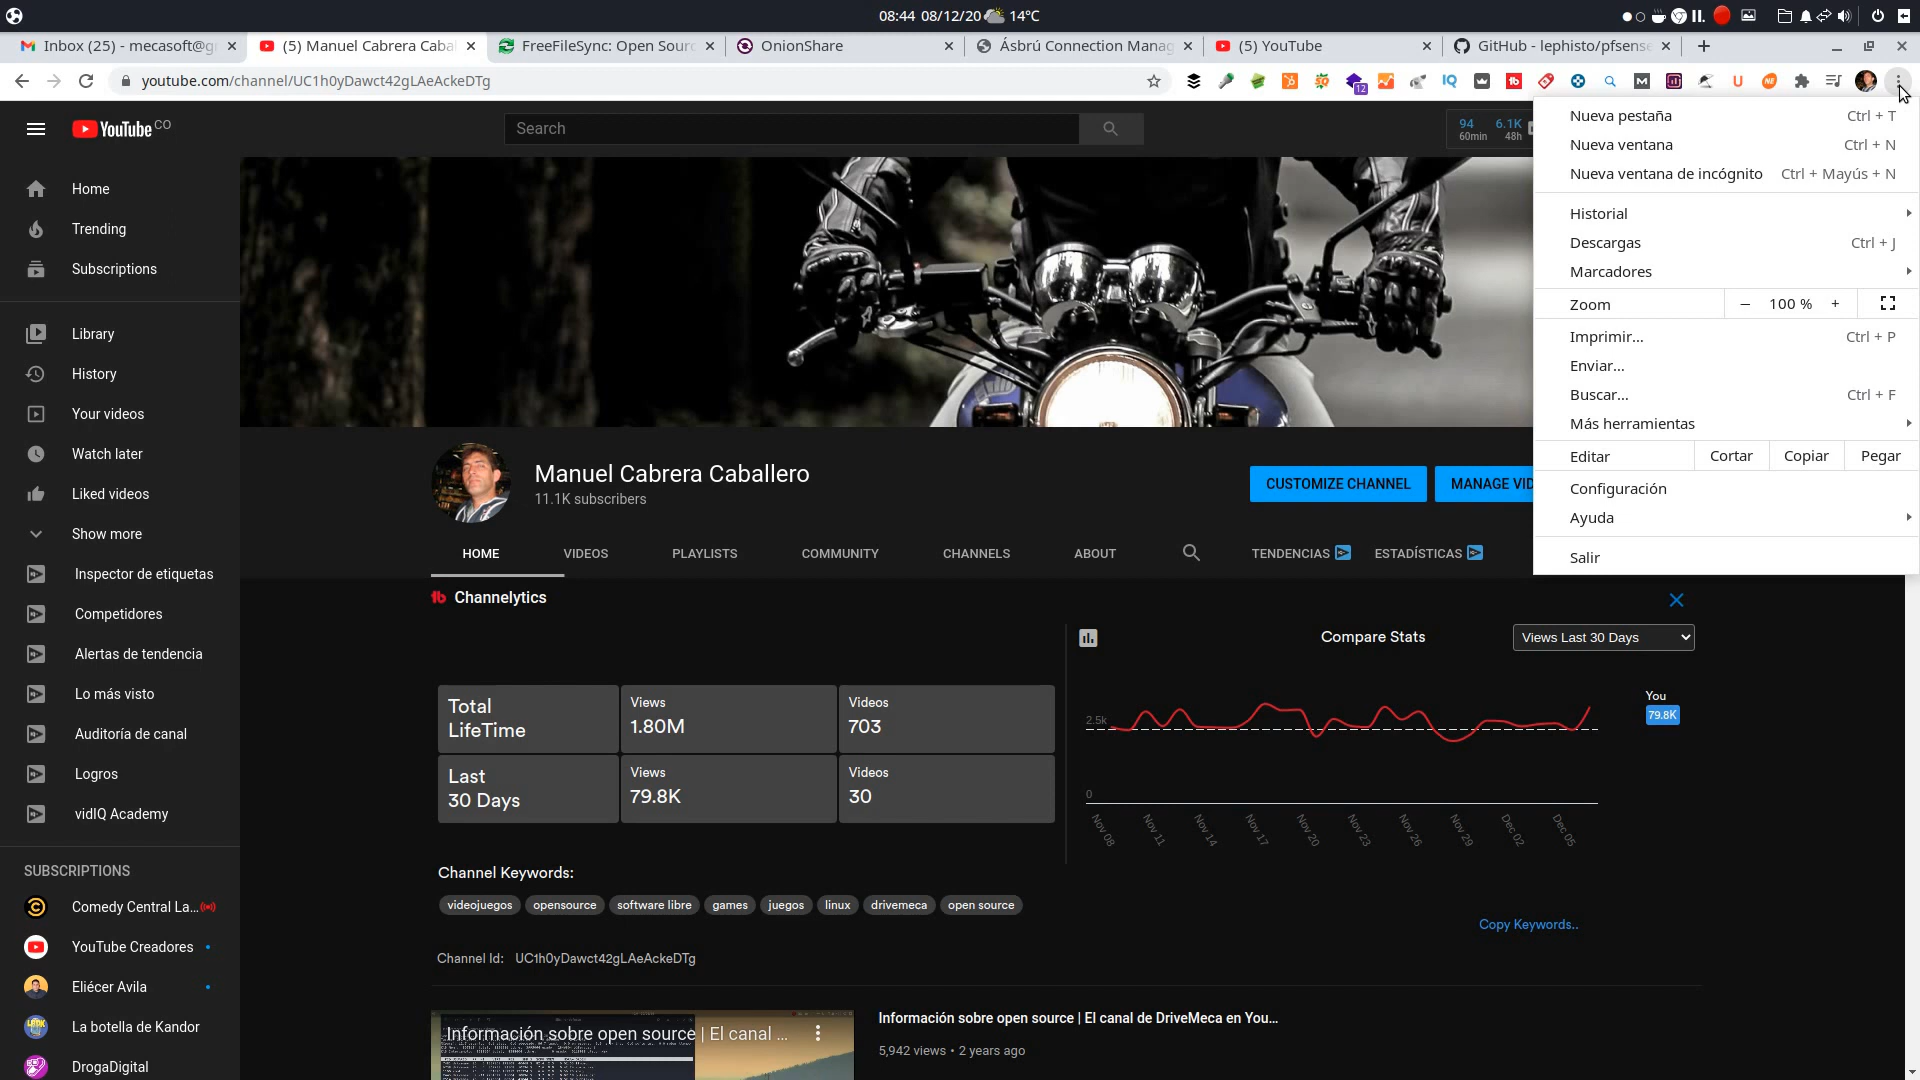 08:44 08/12/20 14°C
Inbox (25) - mecasoft@g
(5) Manuel Cabrera Cabal
FreeFileSync: Open Sourc
OnionShare
Ásbrú Connection Manag
(5) YouTube
GitHub - lephisto/pfsense
youtube.com/channel/UC1h0yDawct42gLAeAckeDTg
12
IQ
YouTube CO
Search
94 6.1K
60min 48h
Nueva pestaña Ctrl + T
Nueva ventana Ctrl + N
Nueva ventana de incógnito Ctrl + Mayús + N
Historial
Descargas Ctrl + J
Marcadores
Zoom – 100 % +
Imprimir... Ctrl + P
Enviar...
Buscar... Ctrl + F
Más herramientas
Editar Cortar Copiar Pegar
Configuración
Ayuda
Salir
Home
Trending
Subscriptions
Library
History
Your videos
Watch later
Liked videos
Show more
Inspector de etiquetas
Competidores
Alertas de tendencia
Lo más visto
Auditoría de canal
Logros
vidIQ Academy
SUBSCRIPTIONS
Comedy Central La...
YouTube Creadores
Eliécer Avila
La botella de Kandor
DrogaDigital
Manuel Cabrera Caballero
11.1K subscribers
CUSTOMIZE CHANNEL
MANAGE VID
HOME VIDEOS PLAYLISTS COMMUNITY CHANNELS ABOUT TENDENCIAS ESTADÍSTICAS
Channelytics
Compare Stats
Views Last 30 Days
Total LifeTime
Views
1.80M
Videos
703
Last 30 Days
Views
79.8K
Videos
30
You
79.8K
2.5k
0
Nov 08 Nov 11 Nov 14 Nov 17 Nov 20 Nov 23 Nov 26 Nov 29 Dec 02 Dec 05
Channel Keywords:
videojuegos opensource software libre games juegos linux drivemeca open source
Copy Keywords..
Channel Id: UC1h0yDawct42gLAeAckeDTg
Información sobre open source | El canal ...
Información sobre open source | El canal de DriveMeca en You...
5,942 views • 2 years ago